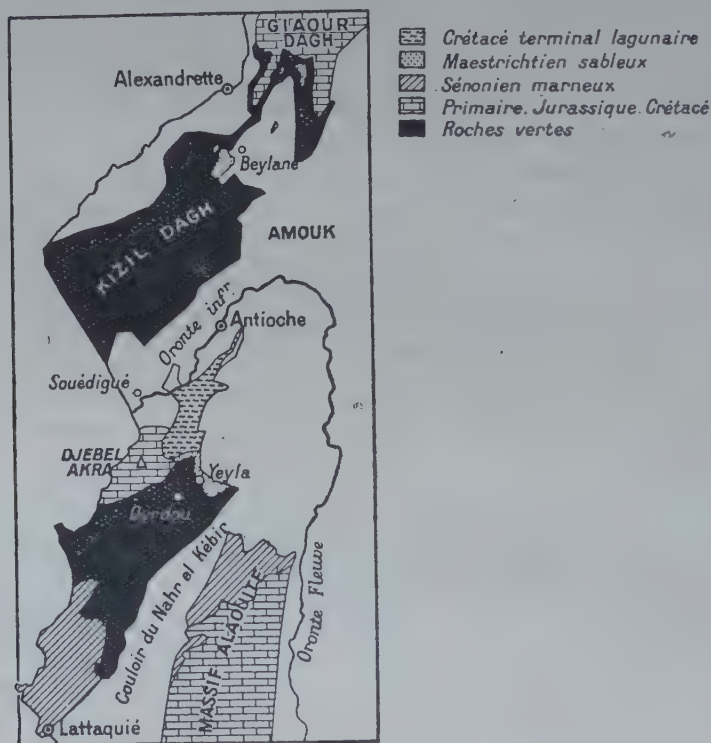 GIAOUR
DAGH
Alexandrette
Beylane
KIZIL DAGH
AMOUK
Oronte infr.
Antioche
Souédigué
DJEBEL
AKRA
Yeyla
Couloir du Nahr el Kébir
MASSIF ALAOUITE
Oronte Fleuve
Lattaquié
Crétacé terminal lagunaire
Maestrichtien sableux
Sénonien marneux
Primaire. Jurassique. Crétacé
Roches vertes